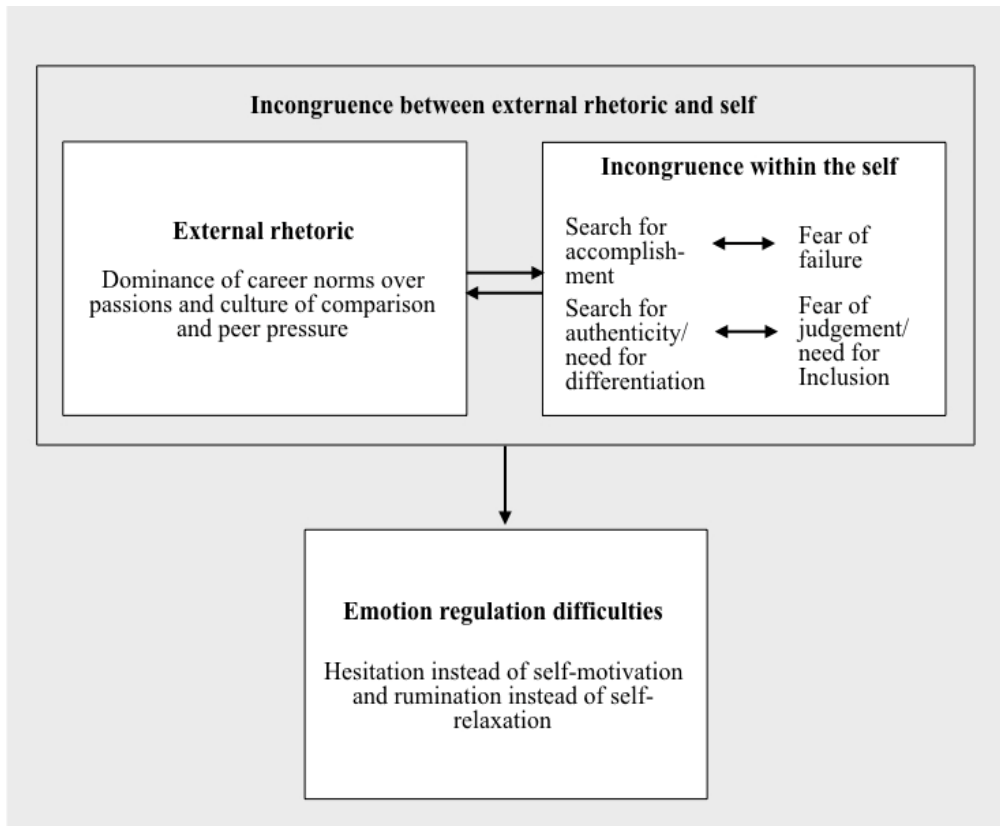 Incongruence between external rhetoric and self
External rhetoric
Dominance of career norms over
passions and culture of comparison
and peer pressure
Incongruence within the self
Search for
accomplish-
ment
Fear of
failure
Search for
authenticity/
need for
differentiation
Fear of
judgement/
need for
Inclusion
Emotion regulation difficulties
Hesitation instead of self-motivation
and rumination instead of self-
relaxation